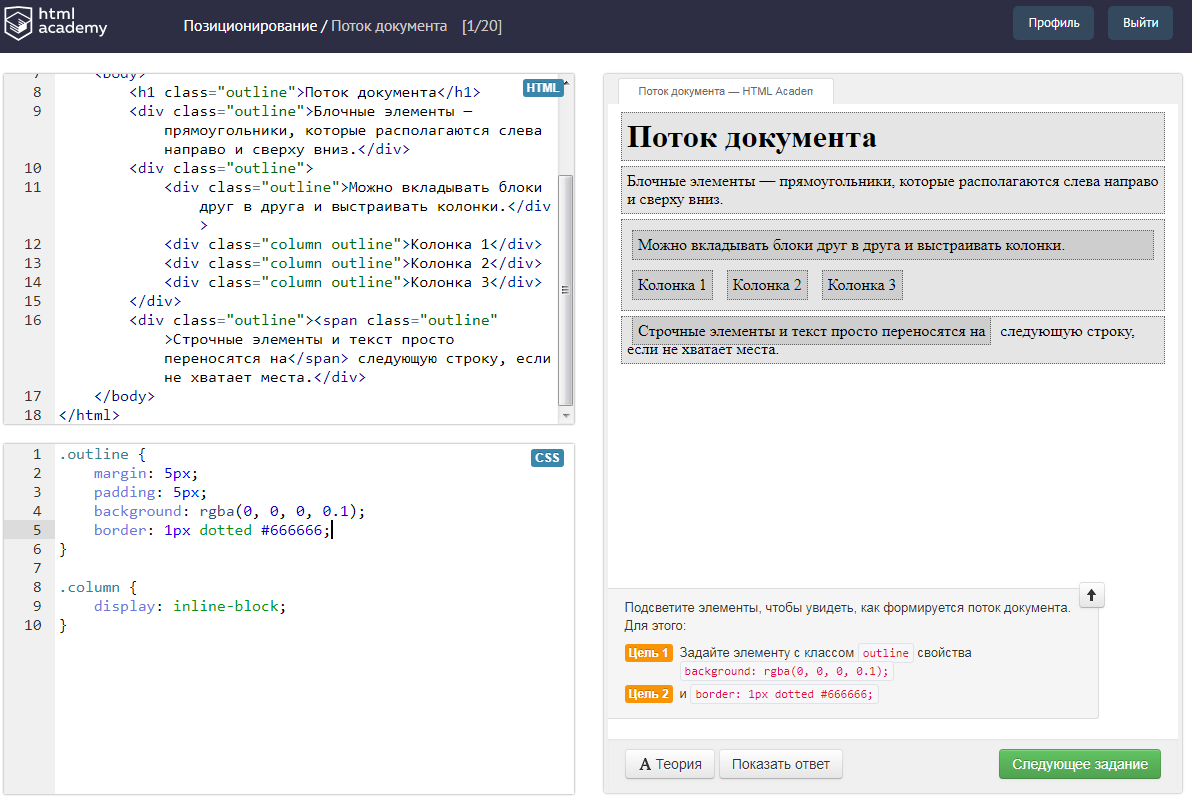 html
academy
Позиционирование / Поток документа [1/20]
Профиль
Выйти
7 <body>
HTML
8 <h1 class="outline">Поток документа</h1>
9 <div class="outline">Блочные элементы —
прямоугольники, которые располагаются слева
направо и сверху вниз.</div>
10 <div class="outline">
11 <div class="outline">Можно вкладывать блоки
друг в друга и выстраивать колонки.</div
>
12 <div class="column outline">Колонка 1</div>
13 <div class="column outline">Колонка 2</div>
14 <div class="column outline">Колонка 3</div>
15 </div>
16 <div class="outline"><span class="outline"
>Строчные элементы и текст просто
переносятся на</span> следующую строку, если
не хватает места.</div>
17 </body>
18 </html>
CSS
1 .outline {
2 margin: 5px;
3 padding: 5px;
4 background: rgba(0, 0, 0, 0.1);
5 border: 1px dotted #666666;
6 }
7
8 .column {
9 display: inline-block;
10 }
Поток документа — HTML Academ
Поток документа
Блочные элементы — прямоугольники, которые располагаются слева направо
и сверху вниз.
Можно вкладывать блоки друг в друга и выстраивать колонки.
Колонка 1 Колонка 2 Колонка 3
Строчные элементы и текст просто переносятся на следующую строку,
если не хватает места.
Подсветите элементы, чтобы увидеть, как формируется поток документа.
Для этого:
Цель 1 Задайте элементу с классом outline свойства
background: rgba(0, 0, 0, 0.1);
Цель 2 и border: 1px dotted #666666;
A Теория
Показать ответ
Следующее задание